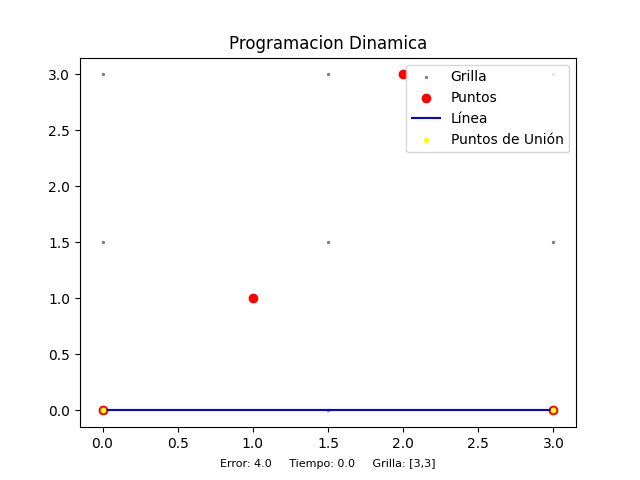 Programacion Dinamica
3.0
2.5
2.0
1.5
1.0
0.5
0.0
Grilla
Puntos
Línea
Puntos de Unión
0.0 0.5 1.0 1.5 2.0 2.5 3.0
Error: 4.0 Tiempo: 0.0 Grilla: [3,3]